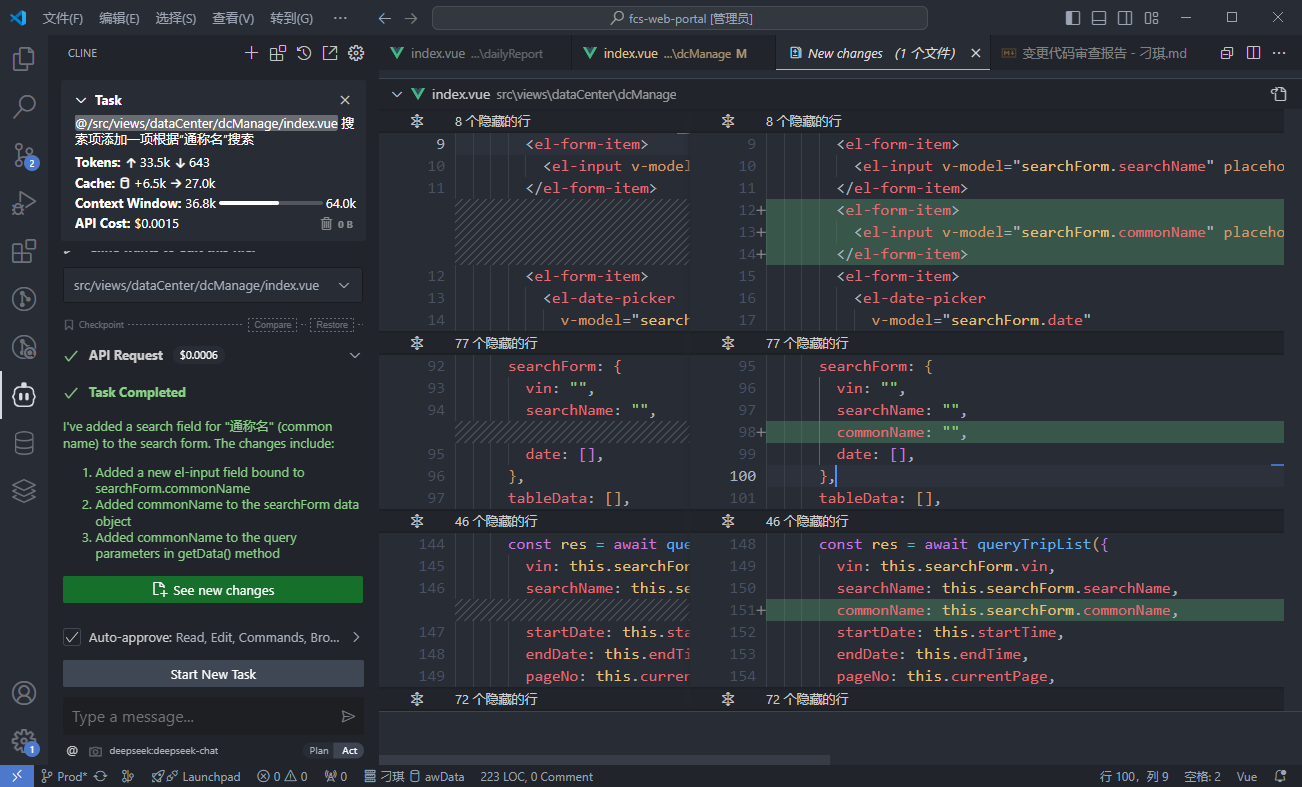 文件(F) 编辑(E) 选择(S) 查看(V) 转到(G) ··· fcs-web-portal [管理员]
CLINE
index.vue ...\dailyReport
index.vue ...\dcManage M
New changes (1 个文件)
变更代码审查报告 - 刁琪.md
Task
@/src/views/dataCenter/dcManage/index.vue 搜
索项添加一项根据“通称名”搜索
Tokens: ↑ 33.5k ↓ 643
Cache: +6.5k → 27.0k
Context Window: 36.8k 64.0k
API Cost: $0.0015 0 B
src/views/dataCenter/dcManage/index.vue
Checkpoint Compare Restore
API Request $0.0006
Task Completed
I've added a search field for "通称名" (common
name) to the search form. The changes include:
1. Added a new el-input field bound to
searchForm.commonName
2. Added commonName to the searchForm data
object
3. Added commonName to the query
parameters in getData() method
See new changes
Auto-approve: Read, Edit, Commands, Bro...
Start New Task
Type a message...
@ deepseek:deepseek-chat Plan Act
index.vue src\views\dataCenter\dcManage
8 个隐藏的行
9 <el-form-item>
10 <el-input v-model
11 </el-form-item>
12 <el-form-item>
13 <el-date-picker
14 v-model="search
77 个隐藏的行
92 searchForm: {
93 vin: "",
94 searchName: "",
95 date: [],
96 },
97 tableData: [],
46 个隐藏的行
144 const res = await que
145 vin: this.searchFor
146 searchName: this.se
147 startDate: this.sta
148 endDate: this.endTi
149 pageNo: this.curren
72 个隐藏的行
8 个隐藏的行
9 <el-form-item>
10 <el-input v-model="searchForm.searchName" placeho
11 </el-form-item>
12+ <el-form-item>
13+ <el-input v-model="searchForm.commonName" placeho
14+ </el-form-item>
15 <el-form-item>
16 <el-date-picker
17 v-model="searchForm.date"
77 个隐藏的行
95 searchForm: {
96 vin: "",
97 searchName: "",
98+ commonName: "",
99 date: [],
100 },
101 tableData: [],
46 个隐藏的行
148 const res = await queryTripList({
149 vin: this.searchForm.vin,
150 searchName: this.searchForm.searchName,
151+ commonName: this.searchForm.commonName,
152 startDate: this.startTime,
153 endDate: this.endTime,
154 pageNo: this.currentPage,
72 个隐藏的行
2
1
Prod* Launchpad 0 0 0 刁琪 awData 223 LOC, 0 Comment 行 100，列 9 空格: 2 Vue